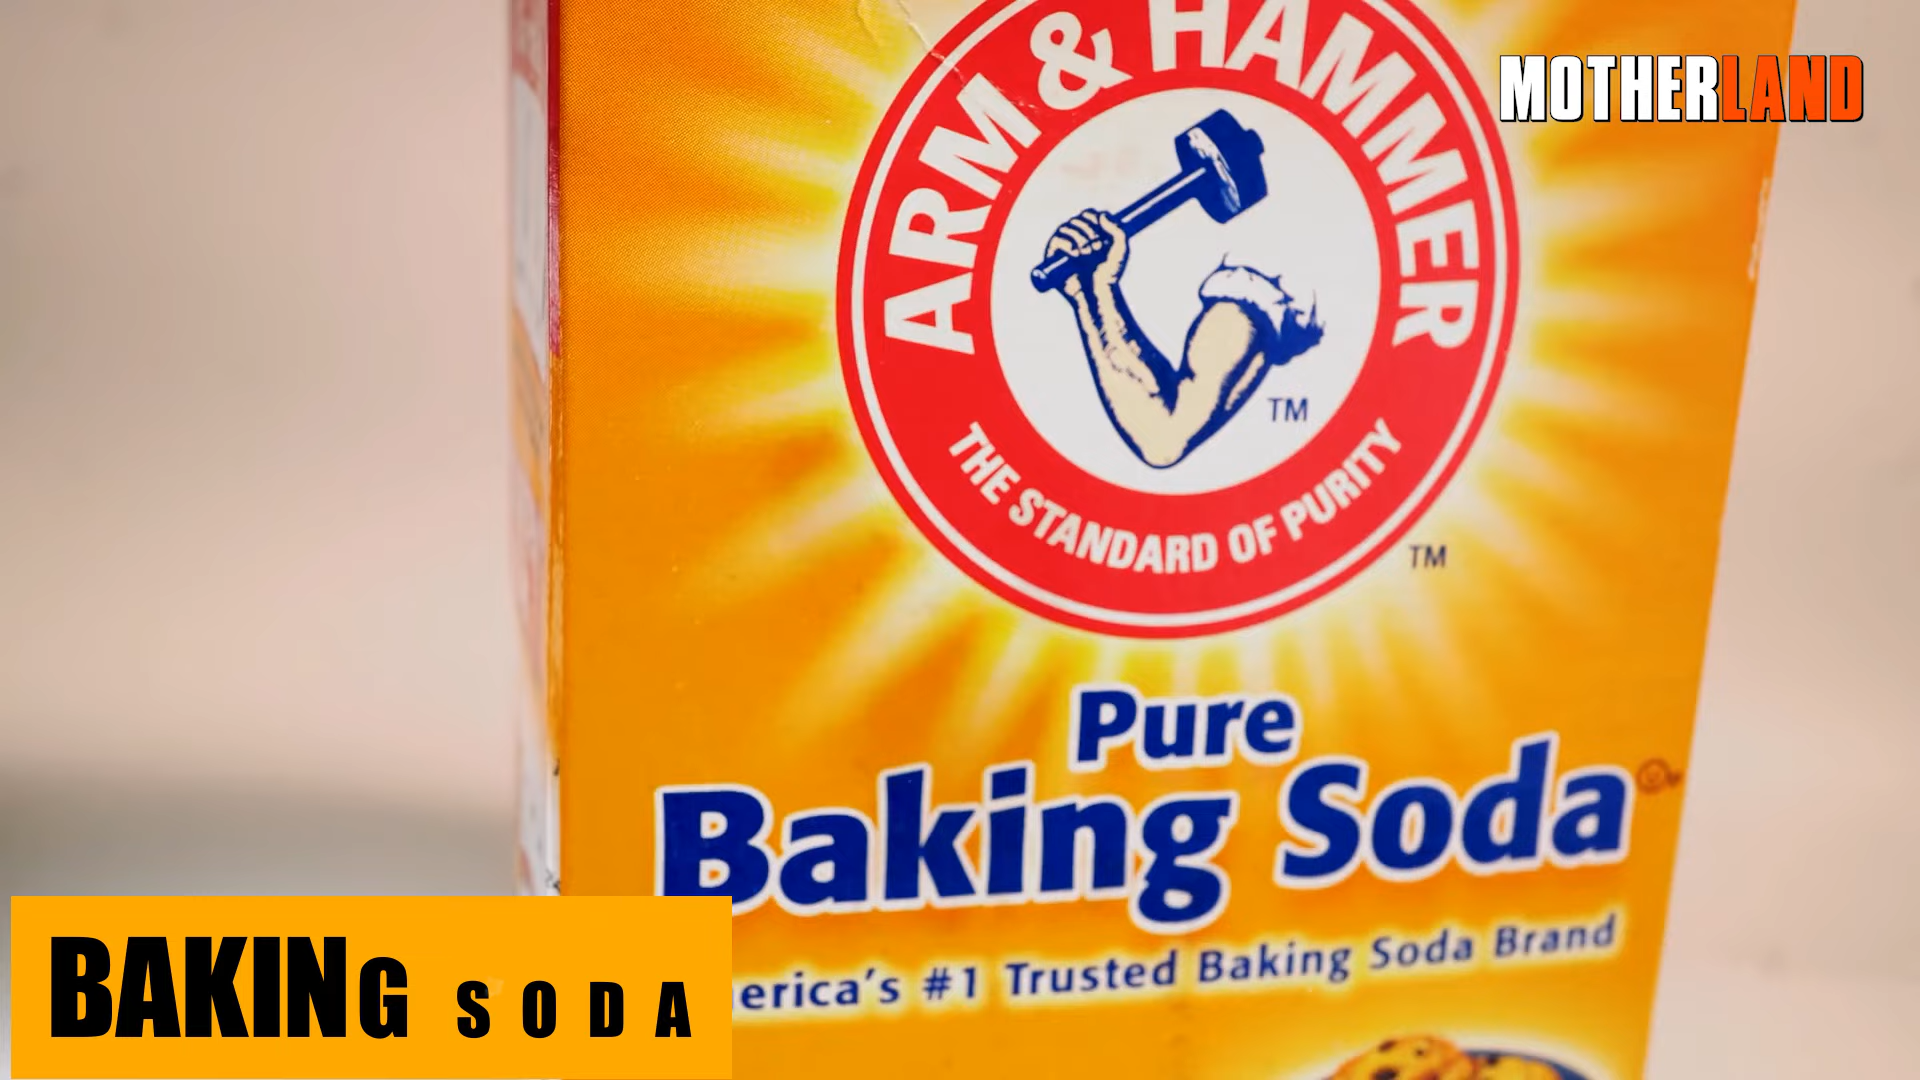 MOTHERLAND
ARM & HAMMER
TM
THE STANDARD OF PURITY
TM
Pure
Baking Soda
erica's #1 Trusted Baking Soda Brand
BAKING SODA